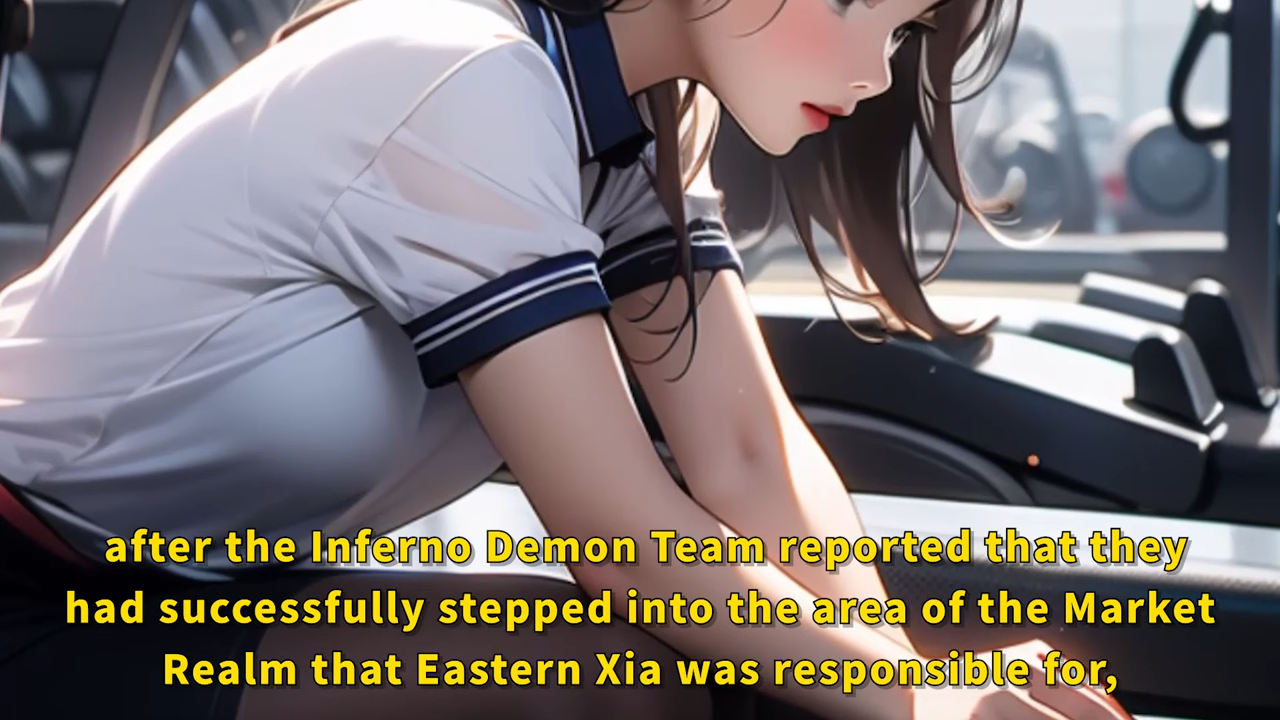 after the Inferno Demon Team reported that they
had successfully stepped into the area of the Market
Realm that Eastern Xia was responsible for,